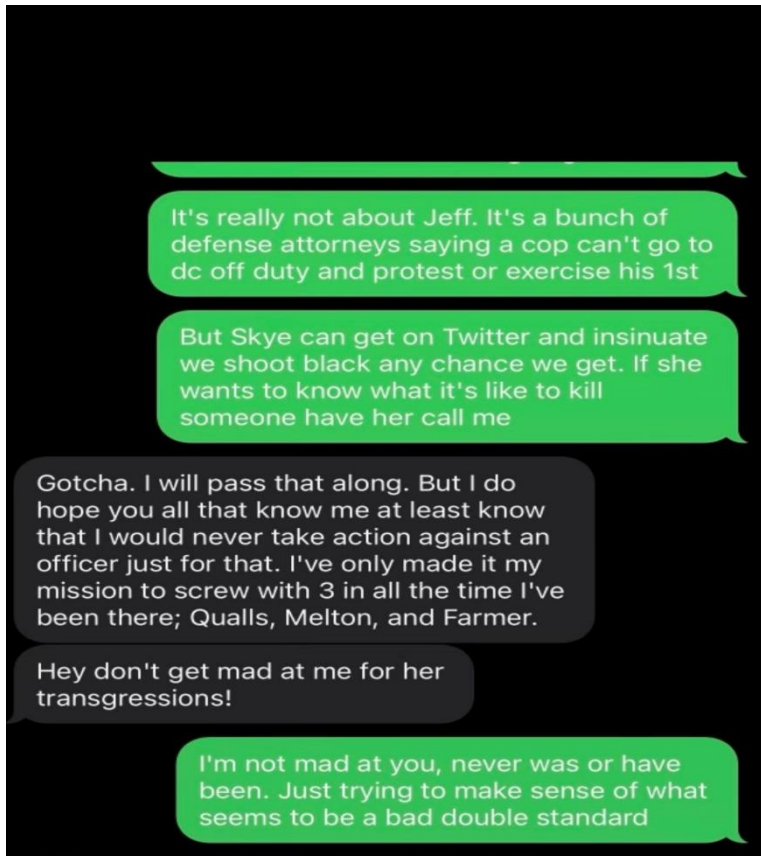 It's really not about Jeff. It's a bunch of
defense attorneys saying a cop can't go to
dc off duty and protest or exercise his 1st
But Skye can get on Twitter and insinuate
we shoot black any chance we get. If she
wants to know what it's like to kill
someone have her call me
Gotcha. I will pass that along. But I do
hope you all that know me at least know
that I would never take action against an
officer just for that. I've only made it my
mission to screw with 3 in all the time I've
been there; Qualls, Melton, and Farmer.
Hey don't get mad at me for her
transgressions!
I'm not mad at you, never was or have
been. Just trying to make sense of what
seems to be a bad double standard